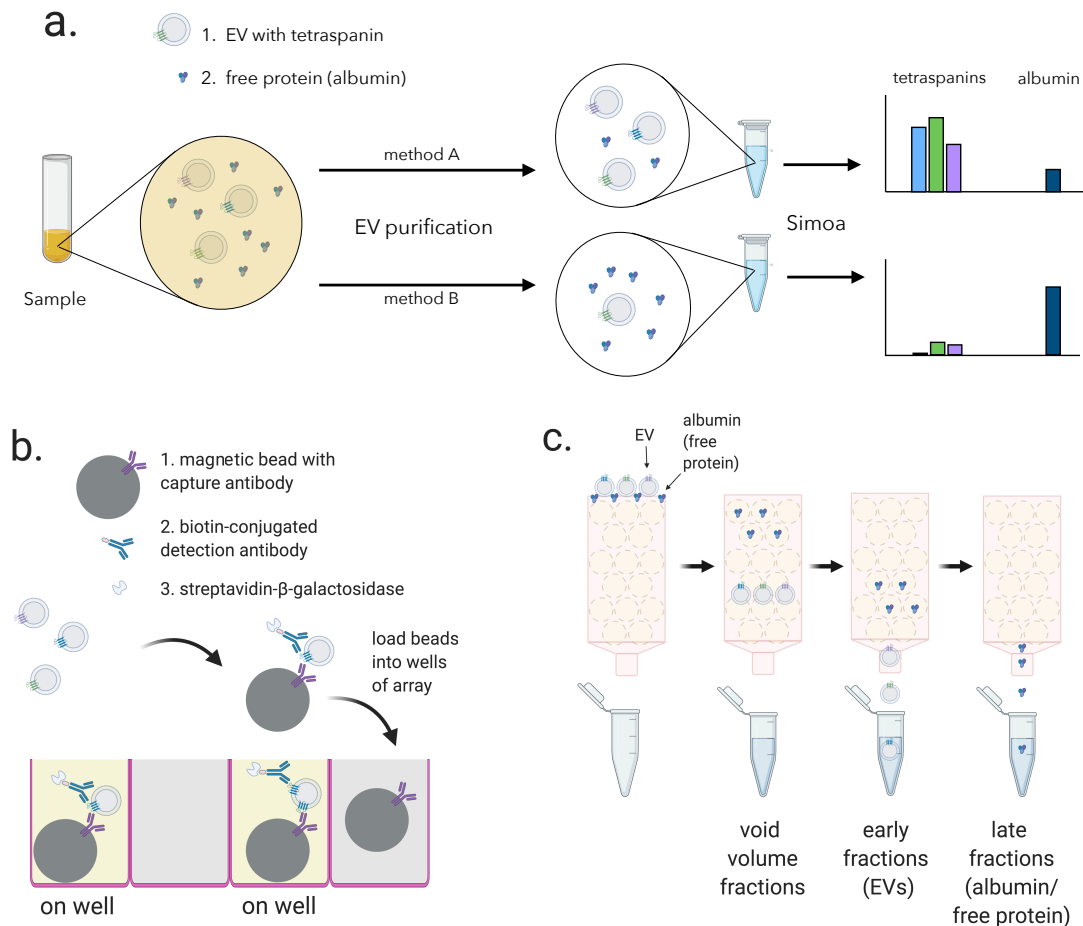 a.
1. EV with tetraspanin
2. free protein (albumin)
Sample
method A
EV purification
method B
Simoa
tetraspanins
albumin
b.
1. magnetic bead with
capture antibody
2. biotin-conjugated
detection antibody
3. streptavidin-β-galactosidase
load beads
into wells
of array
on well
on well
c.
EV
albumin
(free
protein)
void
volume
fractions
early
fractions
(EVs)
late
fractions
(albumin/
free protein)